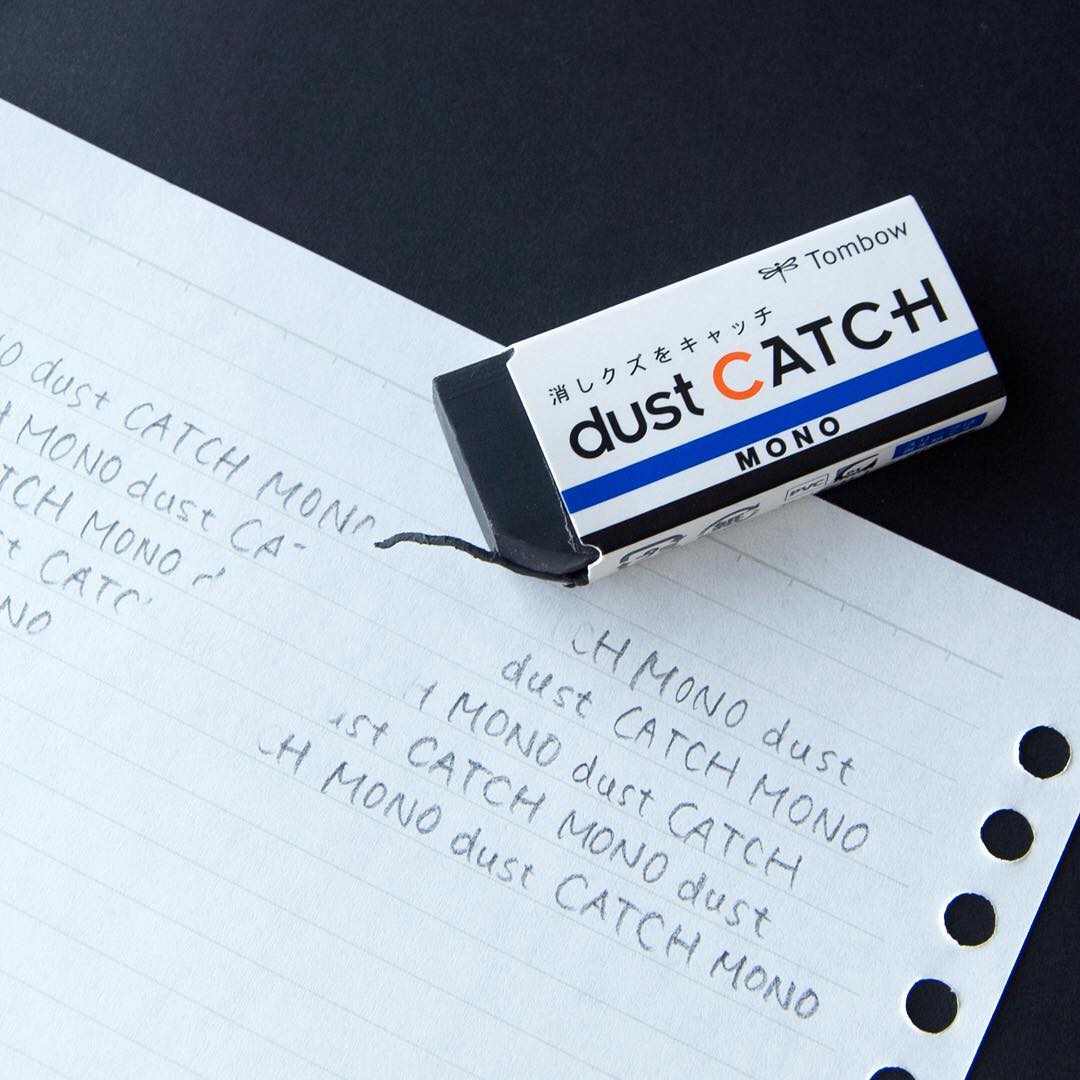 Tombow
消しクズをキャッチ
dust CATCH
MONO
PVC
dust CATCH MONO
MONO dust CA
MONO
CATC
NO
CH MONO dust
dust CATCH MONO
H MONO dust CATCH
ust CATCH MONO dust
CH MONO dust CATCH MONO